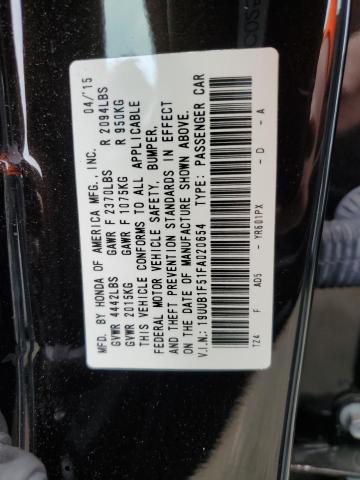 MFD. BY HONDA OF AMERICA MFG., INC. 04/'15
GVWR 4442LBS GAWR F 2370LBS R 2094LBS
GVWR 2015KG GAWR F 1075KG R 950KG
THIS VEHICLE CONFORMS TO ALL APPLICABLE
FEDERAL MOTOR VEHICLE SAFETY, BUMPER,
AND THEFT PREVENTION STANDARDS IN EFFECT
ON THE DATE OF MANUFACTURE SHOWN ABOVE.
V.I.N.: 19UUB1F51FA020654 TYPE: PASSENGER CAR
TZ4 F A05 - YR601PX - D - A